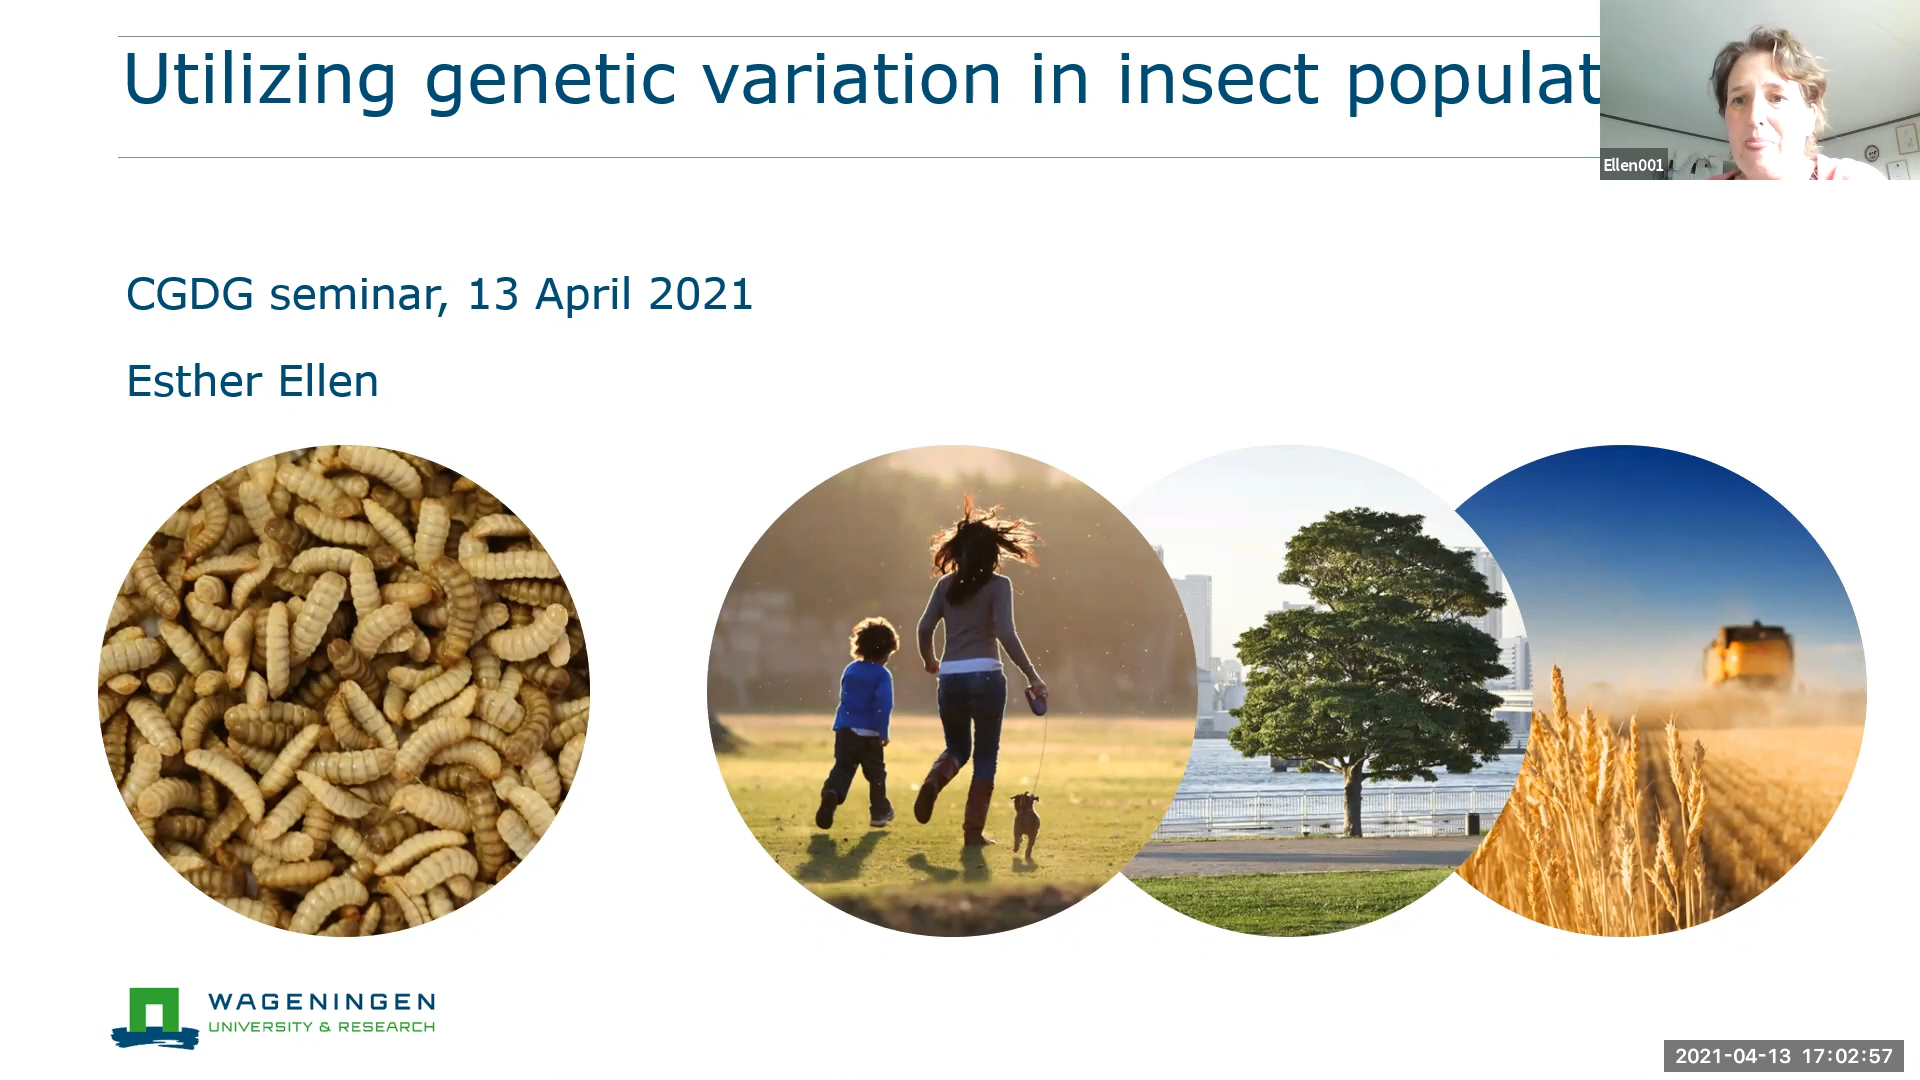 Utilizing genetic variation in insect populat
Ellen001
CGDG seminar, 13 April 2021
Esther Ellen
WAGENINGEN
UNIVERSITY & RESEARCH
2021-04-13 17:02:57